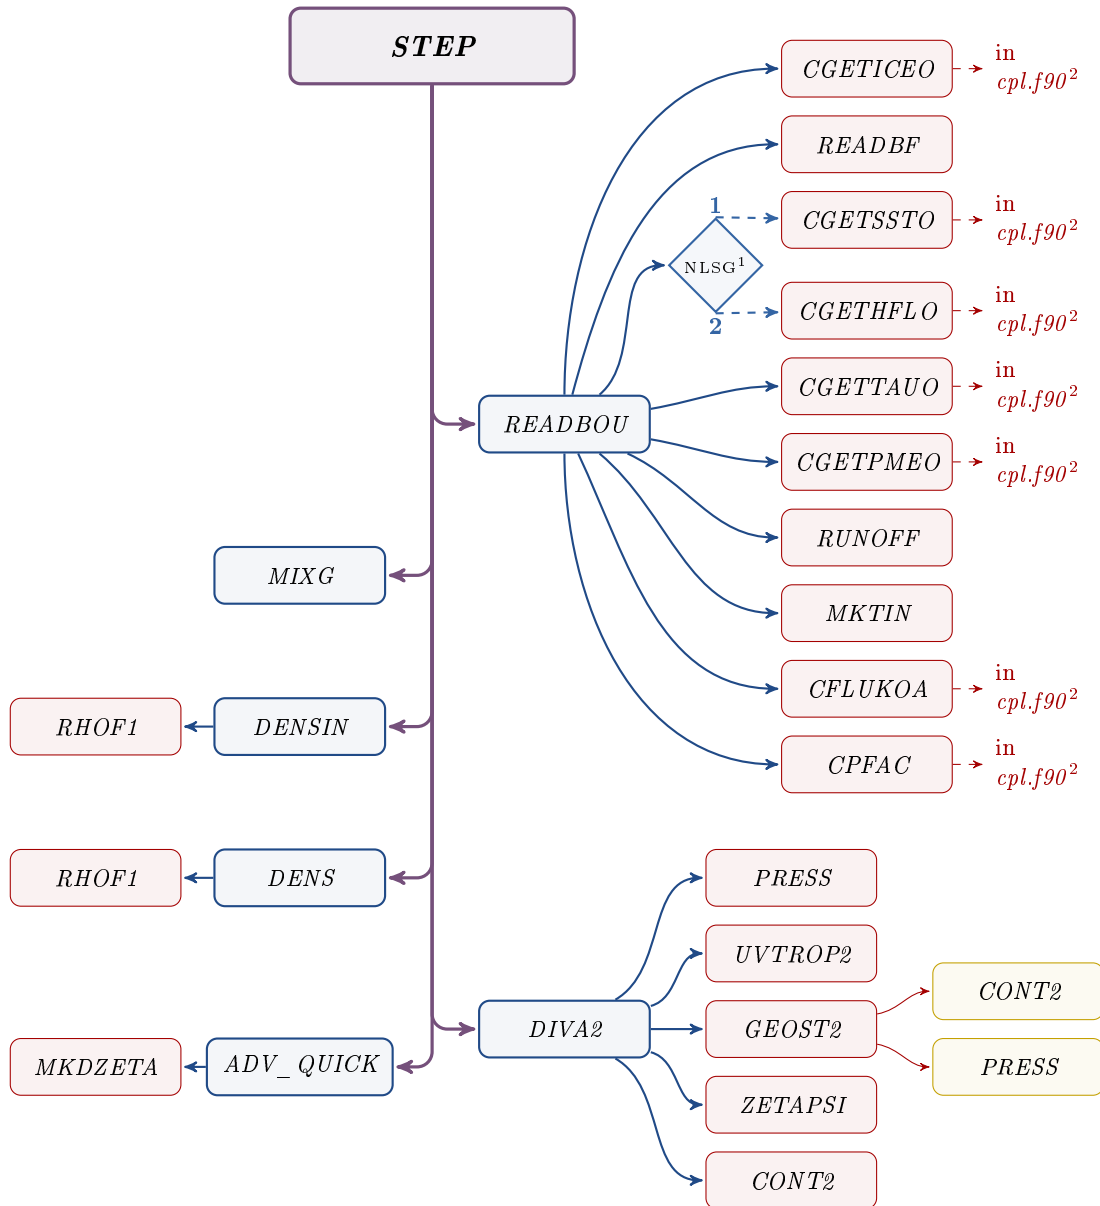 STEP
CGETICEO
in
cpl.f90²
READBF
1
CGETSSTO
in
cpl.f90²
NLSG¹
2
CGETHFLO
in
cpl.f90²
CGETTAUO
in
cpl.f90²
READBOU
CGETPMEO
in
cpl.f90²
RUNOFF
MIXG
MKTIN
CFLUKOA
in
cpl.f90²
RHOF1
DENSIN
CPFAC
in
cpl.f90²
RHOF1
DENS
PRESS
UVTROP2
CONT2
DIVA2
GEOST2
MKDZETA
ADV_QUICK
PRESS
ZETAPSI
CONT2